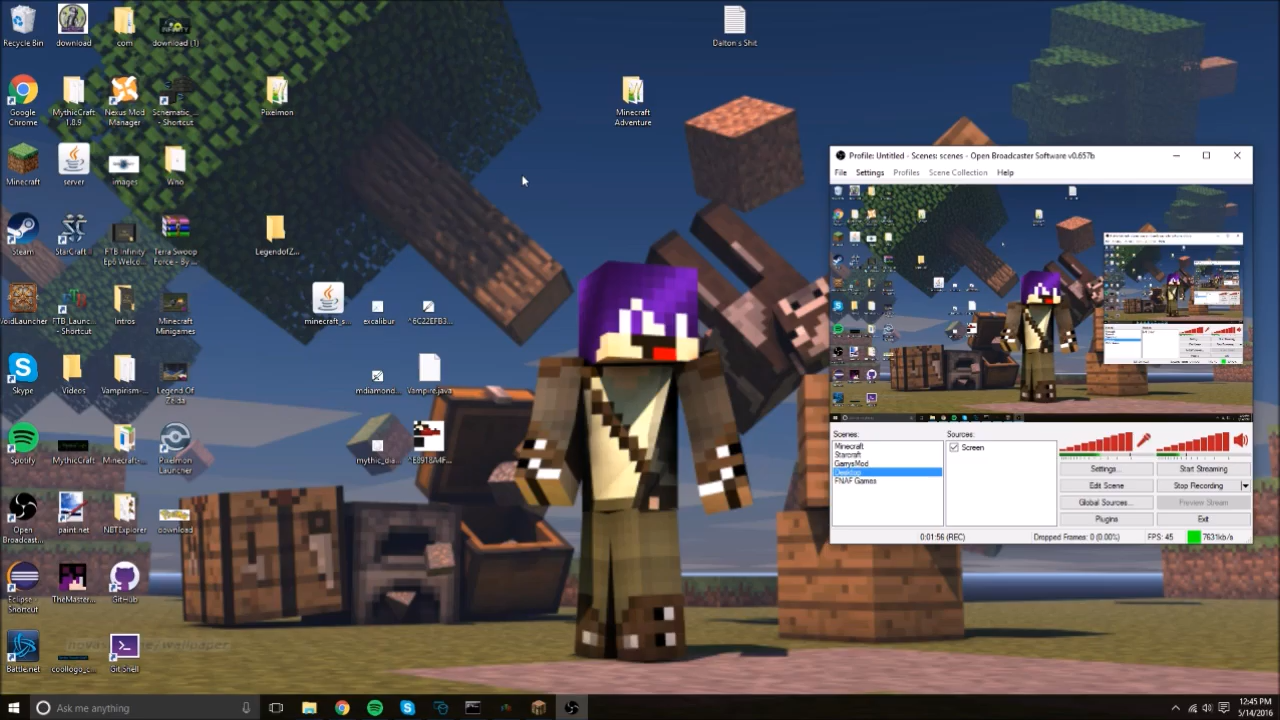 Recycle Bin
download
com
download (1)
Dalton's Shit
Google Chrome
MythicCraft 1.8.9
Nexus Mod Manager
Schematic_... - Shortcut
Pixelmon
Minecraft Adventure
Minecraft
server
images
Who
Steam
StarCraft...
FTB Infinity Ep6 Welco...
Terra Swoop Force - By ...
LegendofZ...
VoidLauncher
FTB_Launc... - Shortcut
Intros
Minecraft Minigames
minecraft_s...
excalibur
^6C22EFB3...
Skype
Videos
Vampirism-...
Legend Of Zelda
mdiamond...
Vampire.java
Spotify
MythicCraft
Minecraft-...
Pixelmon Launcher
mythic_dia...
^E8918A4F...
Open Broadcast...
paint.net
NBTExplorer
download
Eclipse - Shortcut
TheMaster...
GitHub
Battle.net
coollogo_c...
Git Shell
Profile: Untitled - Scenes: scenes - Open Broadcaster Software v0.657b
File Settings Profiles Scene Collection Help
Scenes:
Minecraft
Starcraft
GarrysMod
Desktop
FNAF Games
Sources:
Screen
Settings...
Start Streaming
Edit Scene
Stop Recording
Global Sources...
Preview Stream
Plugins
Exit
0:01:56 (REC)
Dropped Frames: 0 (0.00%)
FPS: 45
7631kb/s
Ask me anything
12:45 PM
5/14/2016